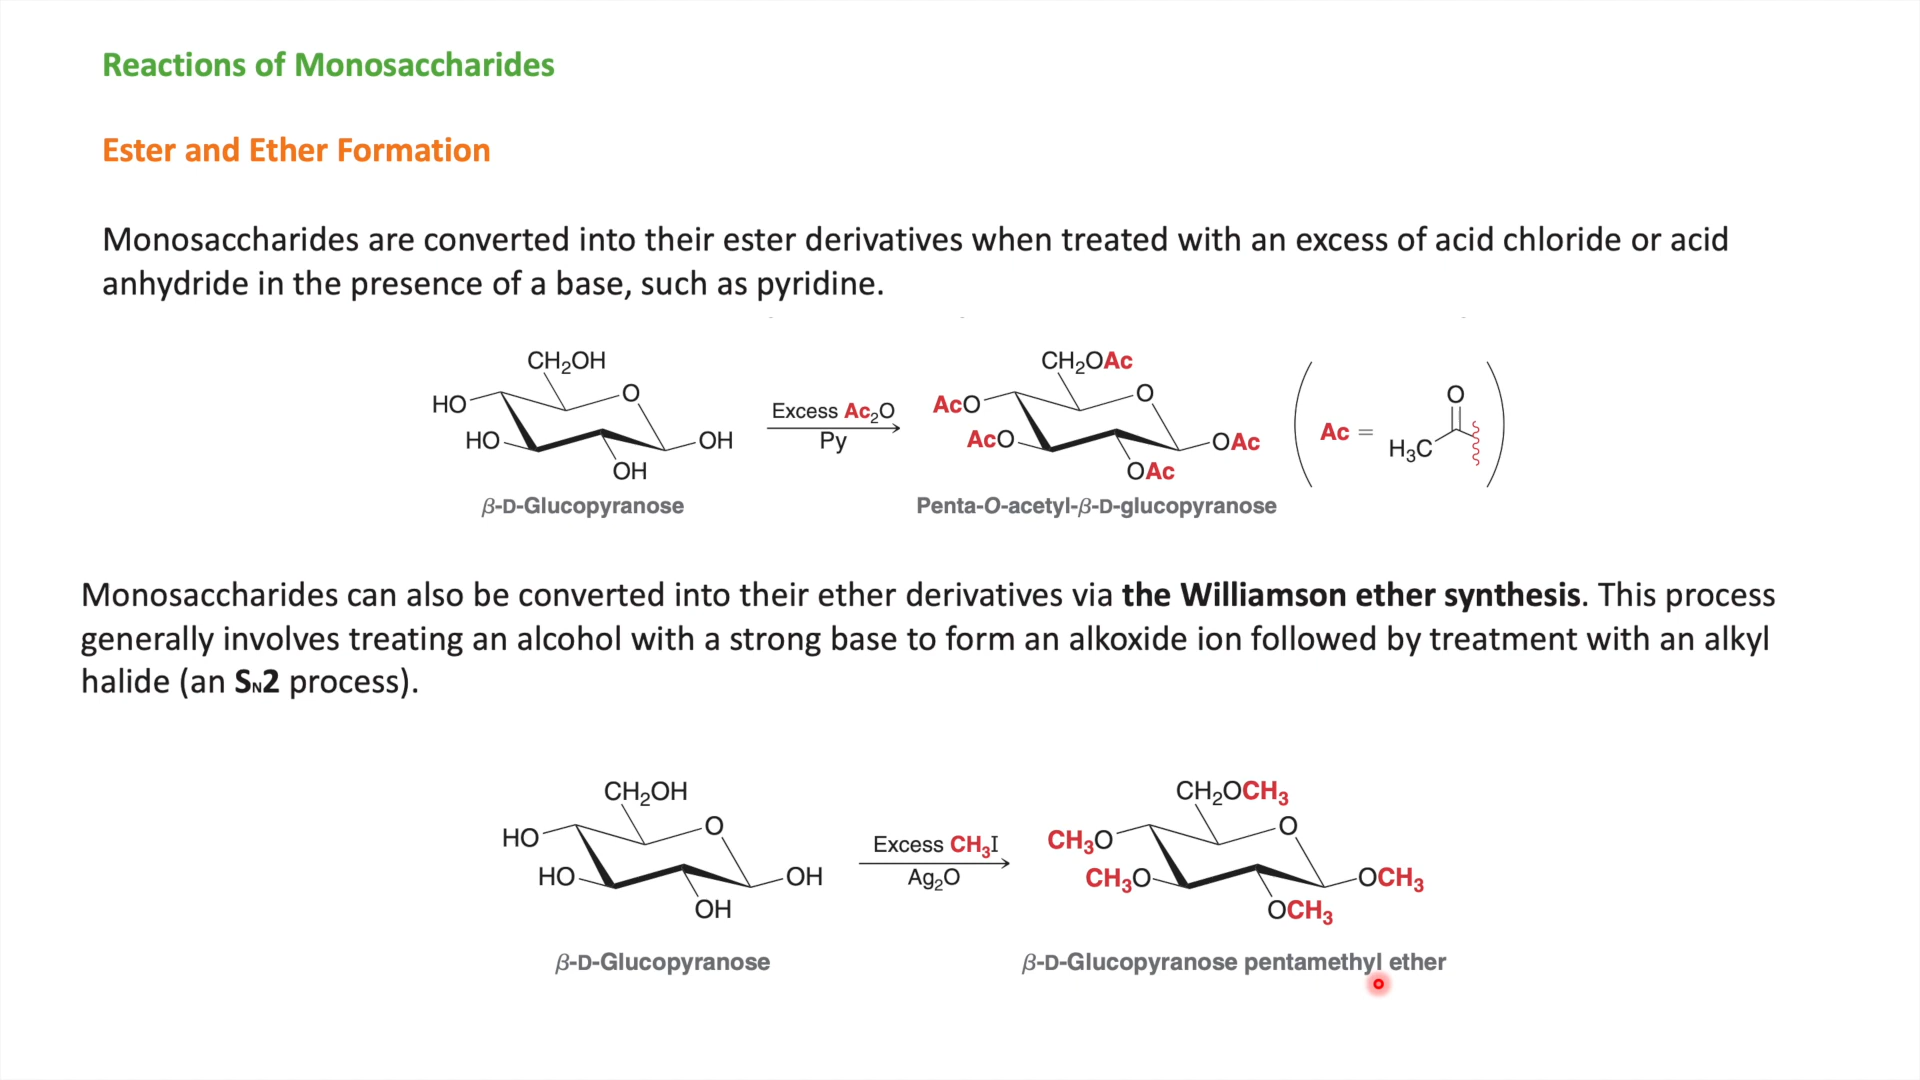 Reactions of Monosaccharides
Ester and Ether Formation
Monosaccharides are converted into their ester derivatives when treated with an excess of acid chloride or acid
anhydride in the presence of a base, such as pyridine.
CH₂OH
O
HO
HO
OH
OH
β-D-Glucopyranose
Excess Ac₂O
Py
CH₂OAc
O
AcO
AcO
OAc
OAc
Penta-O-acetyl-β-D-glucopyranose
Ac =
O
H₃C
Monosaccharides can also be converted into their ether derivatives via the Williamson ether synthesis. This process
generally involves treating an alcohol with a strong base to form an alkoxide ion followed by treatment with an alkyl
halide (an SN2 process).
CH₂OH
O
HO
HO
OH
OH
β-D-Glucopyranose
Excess CH₃I
Ag₂O
CH₂OCH₃
O
CH₃O
CH₃O
OCH₃
OCH₃
β-D-Glucopyranose pentamethyl ether